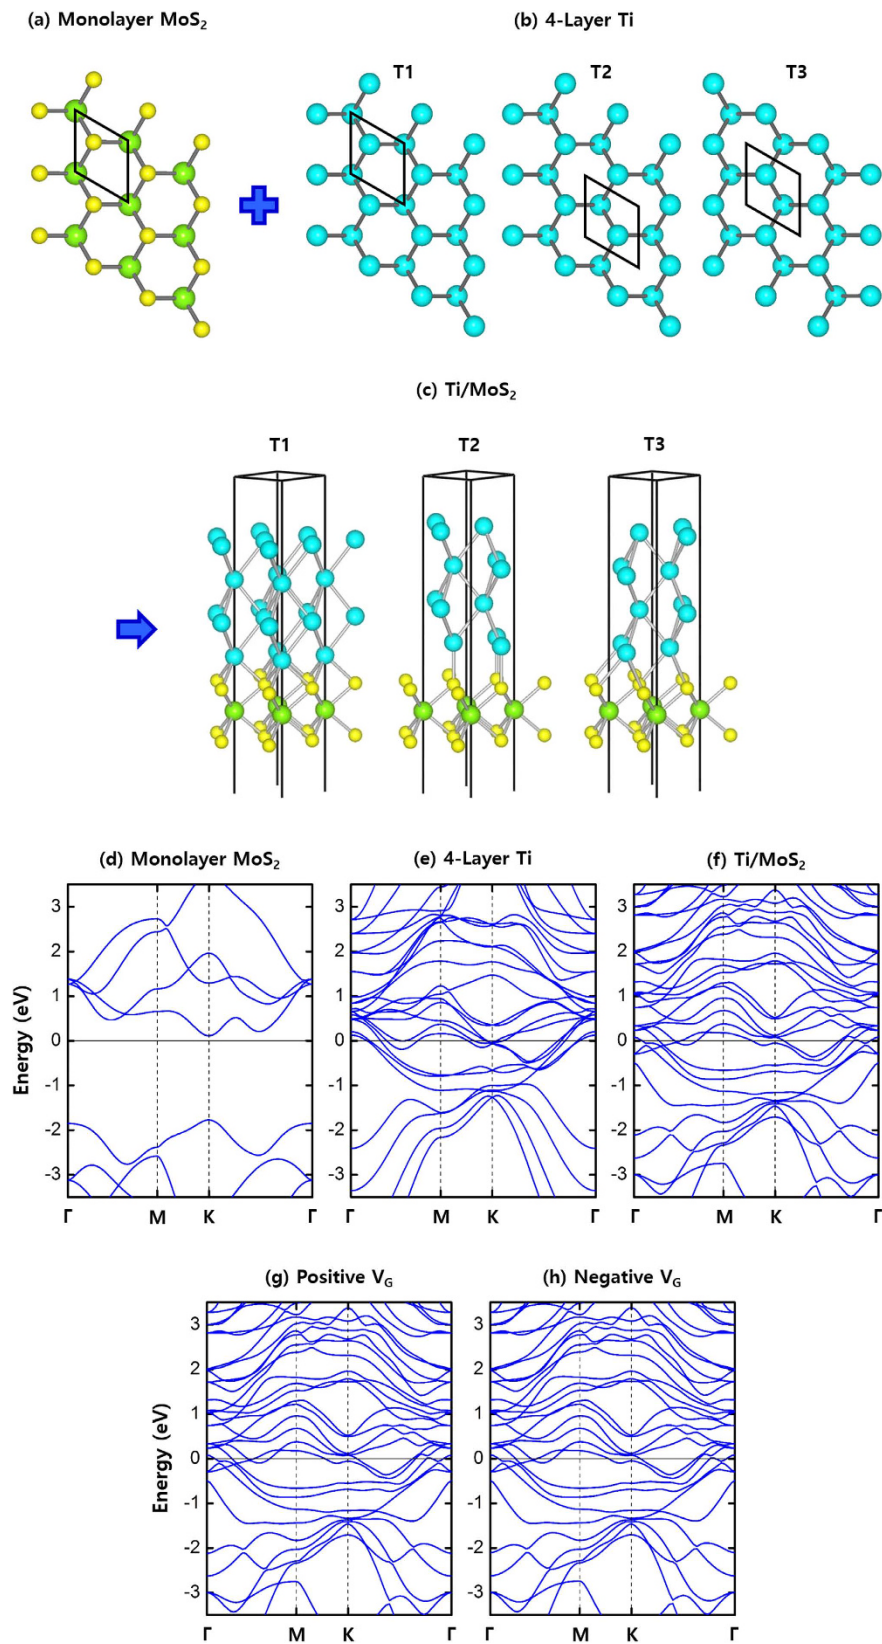 (a) Monolayer MoS₂
(b) 4-Layer Ti
T1
T2
T3
(c) Ti/MoS₂
T1
T2
T3
(d) Monolayer MoS₂
(e) 4-Layer Ti
(f) Ti/MoS₂
Energy (eV)
3
2
1
0
-1
-2
-3
Γ M K Γ
3
2
1
0
-1
-2
-3
Γ M K Γ
3
2
1
0
-1
-2
-3
Γ M K Γ
(g) Positive V_G
(h) Negative V_G
Energy (eV)
3
2
1
0
-1
-2
-3
Γ M K Γ
3
2
1
0
-1
-2
-3
Γ M K Γ